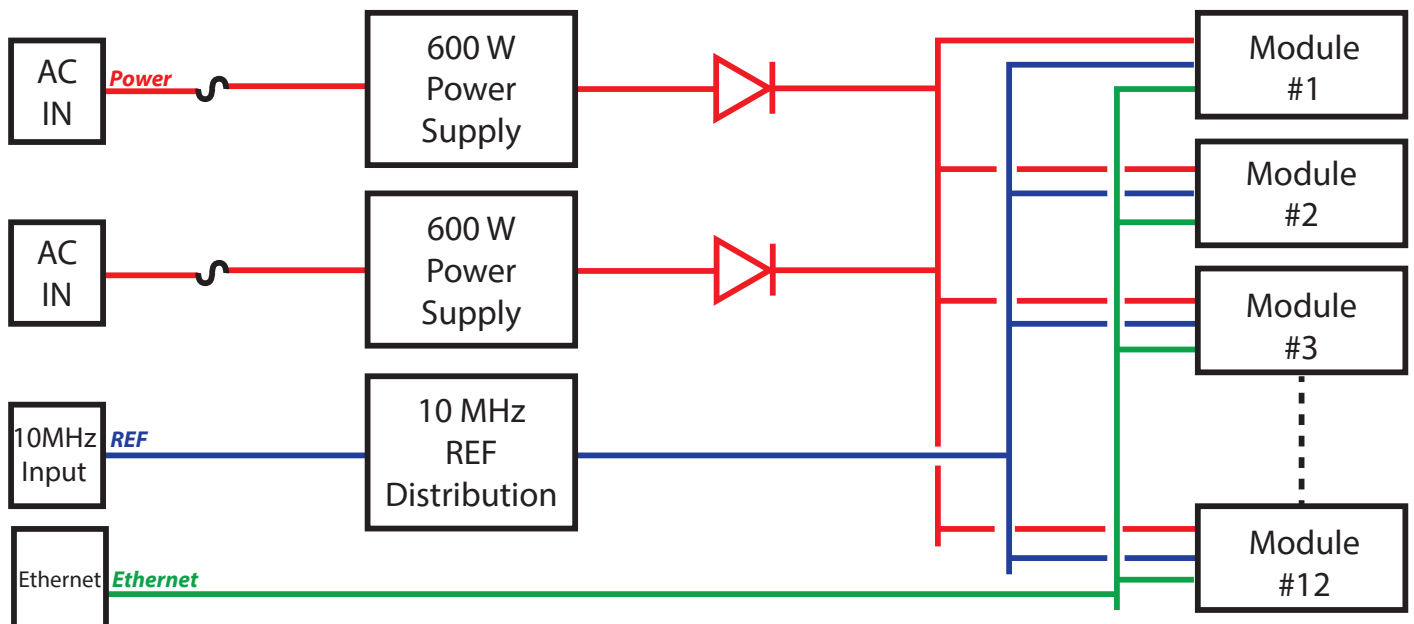 AC
IN
Power
600 W
Power
Supply
Module
#1
Module
#2
AC
IN
600 W
Power
Supply
Module
#3
10MHz
Input
REF
10 MHz
REF
Distribution
Module
#12
Ethernet
Ethernet